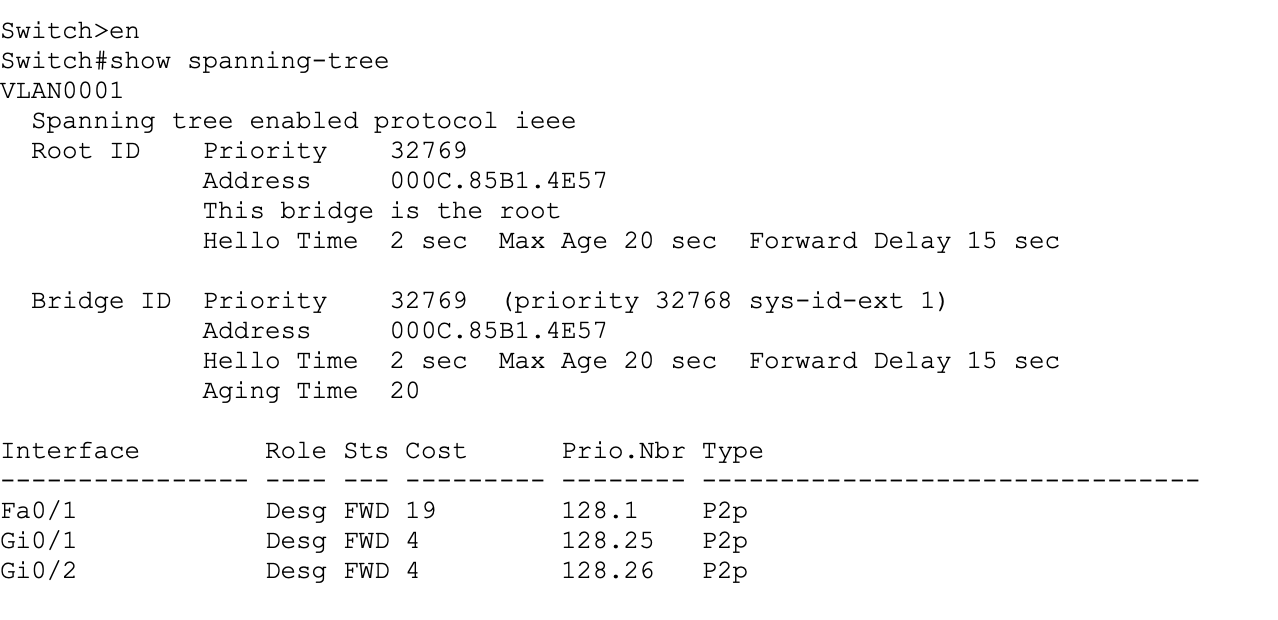 Switch>en
Switch#show spanning-tree
VLAN0001
  Spanning tree enabled protocol ieee
  Root ID    Priority    32769
             Address     000C.85B1.4E57
             This bridge is the root
             Hello Time  2 sec  Max Age 20 sec  Forward Delay 15 sec

  Bridge ID  Priority    32769  (priority 32768 sys-id-ext 1)
             Address     000C.85B1.4E57
             Hello Time  2 sec  Max Age 20 sec  Forward Delay 15 sec
             Aging Time  20

Interface        Role Sts Cost      Prio.Nbr Type
---------------- ---- --- --------- -------- --------------------------------
Fa0/1            Desg FWD 19        128.1    P2p
Gi0/1            Desg FWD 4         128.25   P2p
Gi0/2            Desg FWD 4         128.26   P2p